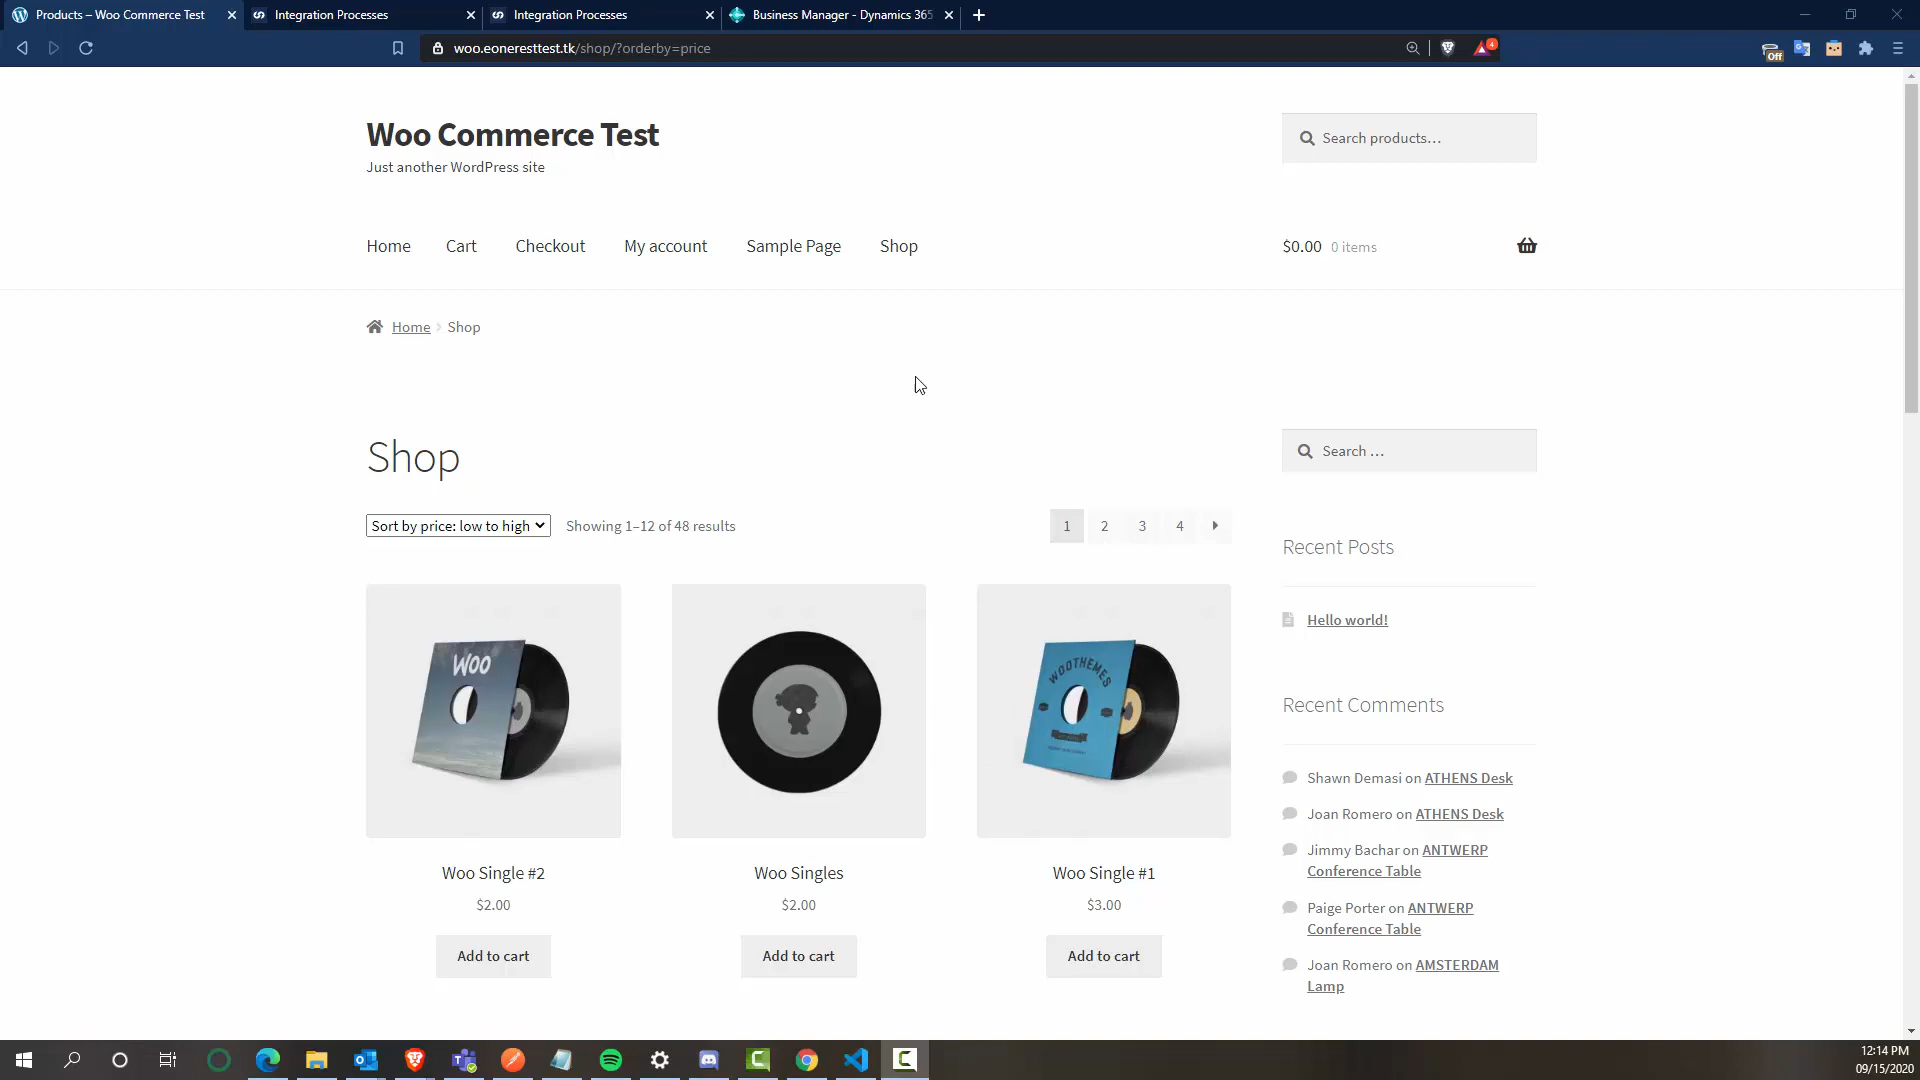 Products – Woo Commerce Test
Integration Processes
Integration Processes
Business Manager - Dynamics 365
woo.eoneresttest.tk/shop/?orderby=price
4
Off
Woo Commerce Test
Just another WordPress site
Search products…
Home
Cart
Checkout
My account
Sample Page
Shop
$0.00 0 items
Home
Shop
Shop
Search …
Sort by price: low to high
Showing 1–12 of 48 results
1
2
3
4
Recent Posts
Hello world!
WOO
WOOTHEMES
Recent Comments
Shawn Demasi on ATHENS Desk
Joan Romero on ATHENS Desk
Jimmy Bachar on ANTWERP
Conference Table
Paige Porter on ANTWERP
Conference Table
Joan Romero on AMSTERDAM
Lamp
Woo Single #2
$2.00
Add to cart
Woo Singles
$2.00
Add to cart
Woo Single #1
$3.00
Add to cart
12:14 PM
09/15/2020